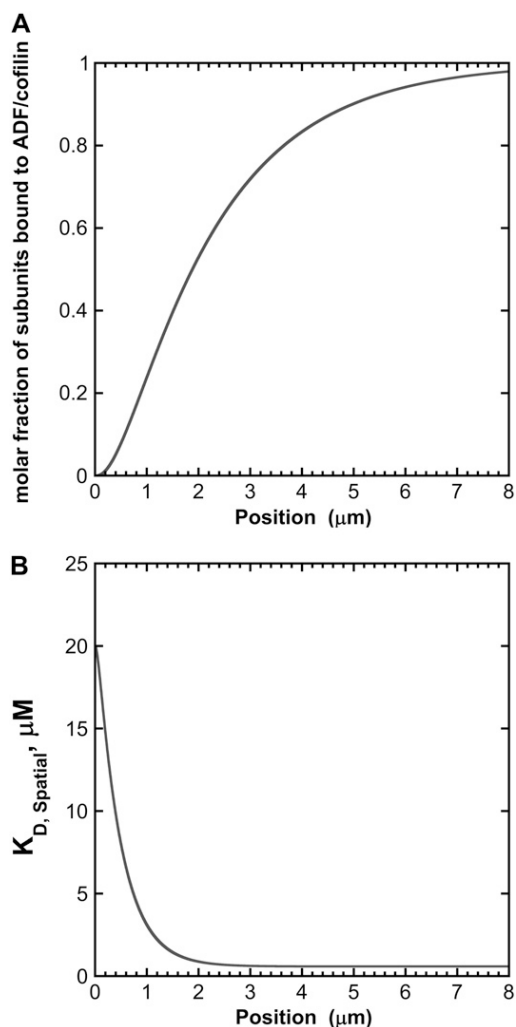 A
molar fraction of subunits bound to ADF/cofilin
1
0.8
0.6
0.4
0.2
0
0 1 2 3 4 5 6 7 8
Position (μm)
B
K_D, Spatial, μM
25
20
15
10
5
0
0 1 2 3 4 5 6 7 8
Position (μm)